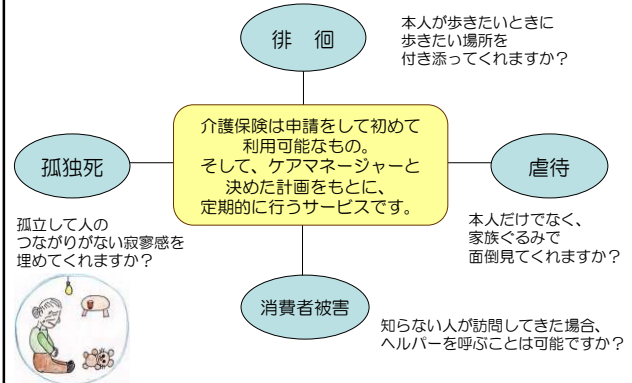 徘　徊
本人が歩きたいときに
歩きたい場所を
付き添ってくれますか？
介護保険は申請をして初めて
利用可能なもの。
そして、ケアマネージャーと
決めた計画をもとに、
定期的に行うサービスです。
孤独死
虐待
孤立して人の
つながりがない寂寥感を
埋めてくれますか？
本人だけでなく、
家族ぐるみで
面倒見てくれますか？
消費者被害
知らない人が訪問してきた場合、
ヘルパーを呼ぶことは可能ですか？